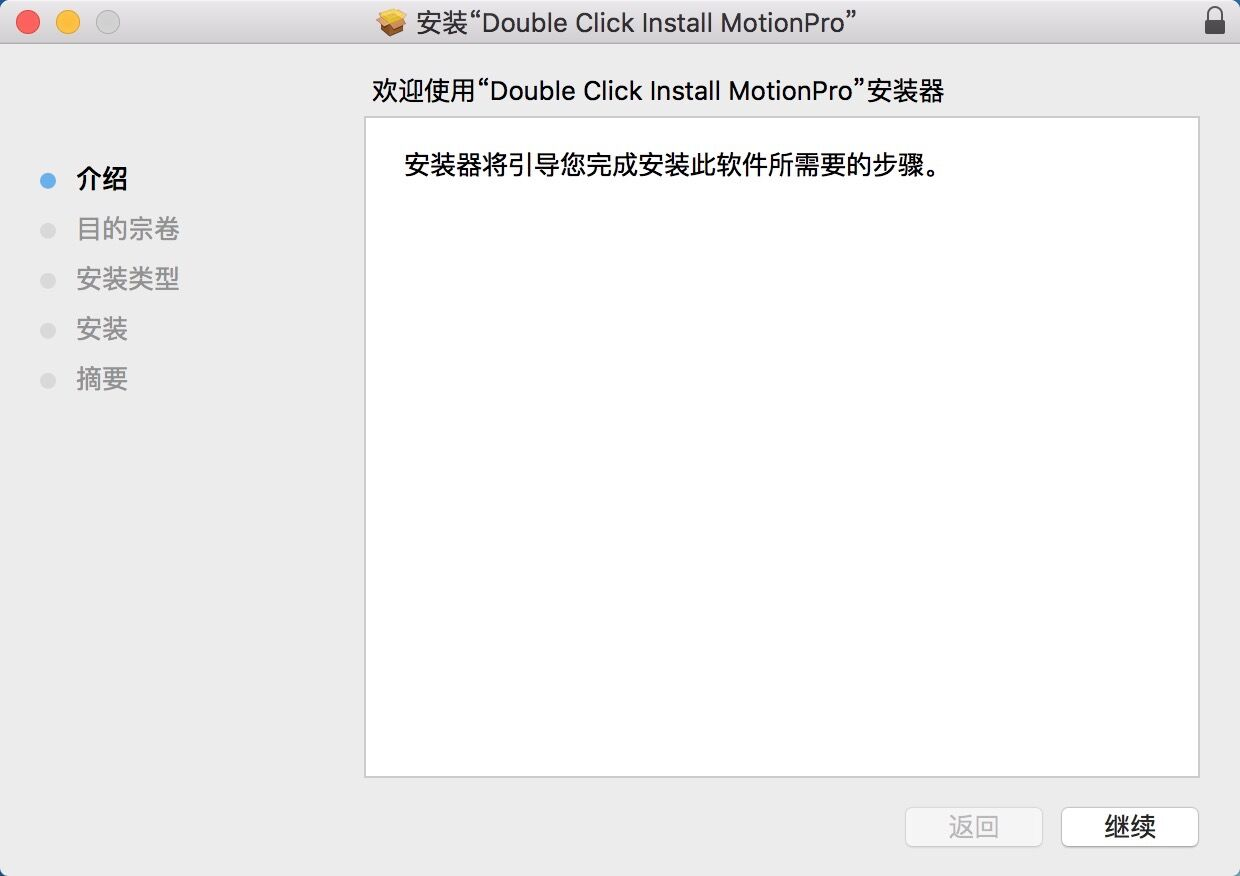 安装“Double Click Install MotionPro”
欢迎使用“Double Click Install MotionPro”安装器
介绍
目的宗卷
安装类型
安装
摘要
安装器将引导您完成安装此软件所需要的步骤。
返回
继续